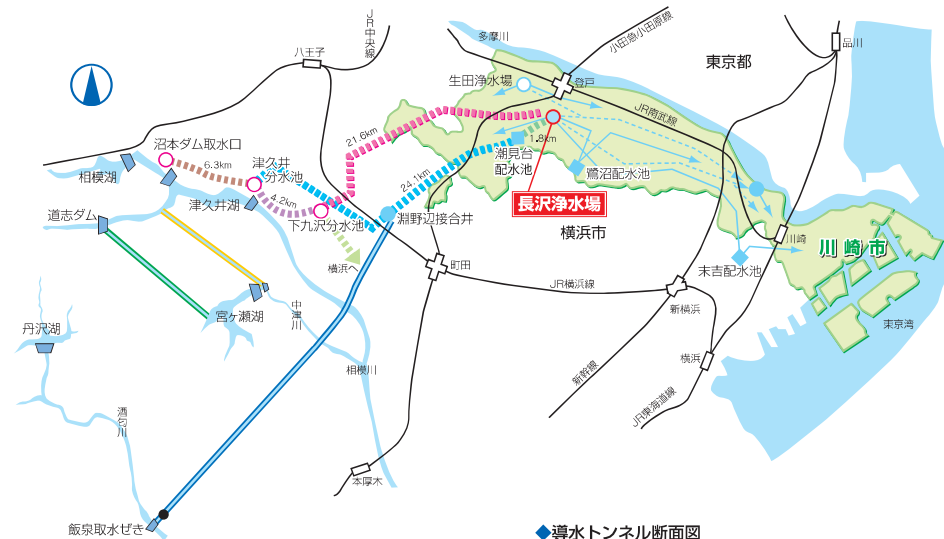 JR中央線
八王子
多摩川
小田急小田原線
品川
東京都
生田浄水場
登戸
JR南武線
21.6km
沼本ダム取水口
6.3km
津久井
分水池
相模湖
1.8km
潮見台
配水池
鷺沼配水池
24.1km
長沢浄水場
4.2km
津久井湖
道志ダム
下九沢分水池
淵野辺接合井
横浜市
川崎
川崎市
末吉配水池
横浜へ
町田
JR横浜線
新横浜
東京湾
宮ヶ瀬湖
中津川
丹沢湖
相模川
新幹線
横浜
JR東海道線
酒匂川
本厚木
飯泉取水ぜき
◆導水トンネル断面図